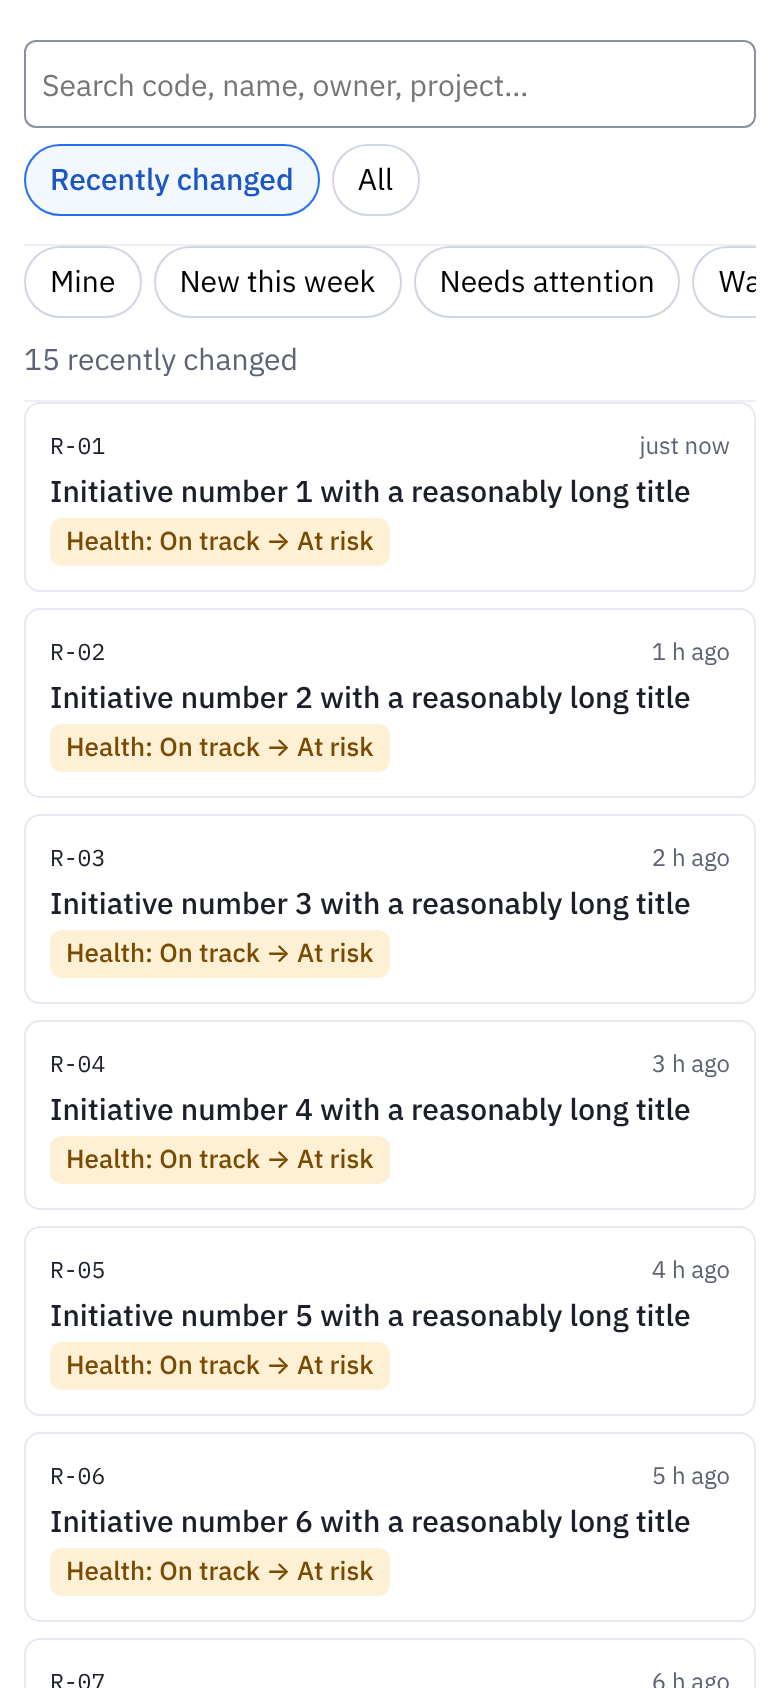 Search code, name, owner, project...
Recently changed All
Mine New this week Needs attention Wa
15 recently changed
R-01 just now
Initiative number 1 with a reasonably long title
Health: On track → At risk
R-02 1 h ago
Initiative number 2 with a reasonably long title
Health: On track → At risk
R-03 2 h ago
Initiative number 3 with a reasonably long title
Health: On track → At risk
R-04 3 h ago
Initiative number 4 with a reasonably long title
Health: On track → At risk
R-05 4 h ago
Initiative number 5 with a reasonably long title
Health: On track → At risk
R-06 5 h ago
Initiative number 6 with a reasonably long title
Health: On track → At risk
R-07 6 h ago